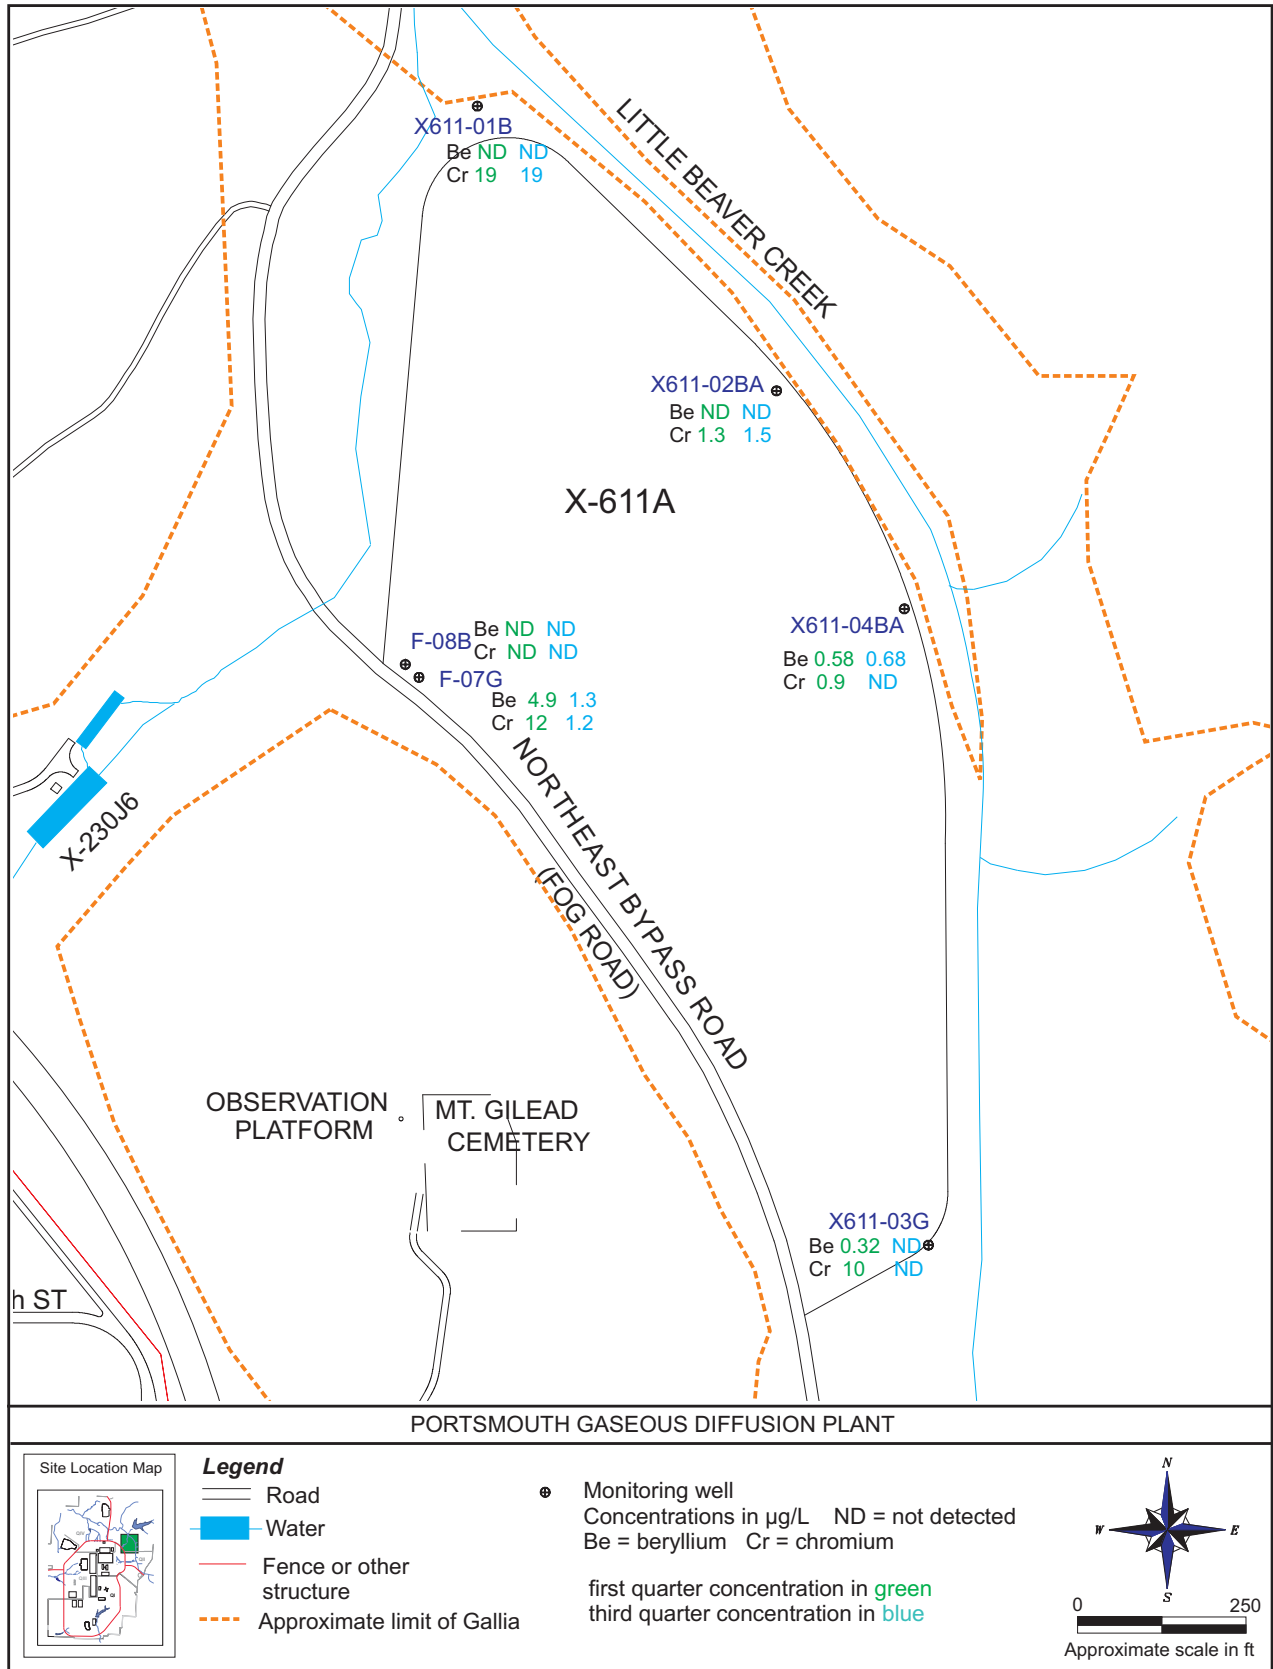 X611-01B
Be ND ND
Cr 19 19
LITTLE BEAVER CREEK
X611-02BA
Be ND ND
Cr 1.3 1.5
X-611A
X611-04BA
Be 0.58 0.68
Cr 0.9 ND
F-08B
Be ND ND
Cr ND ND
F-07G
Be 4.9 1.3
Cr 12 1.2
X-230J6
NORTHEAST BYPASS ROAD
(FOG ROAD)
OBSERVATION
PLATFORM
MT. GILEAD
CEMETERY
X611-03G
Be 0.32 ND
Cr 10 ND
h ST
PORTSMOUTH GASEOUS DIFFUSION PLANT
Site Location Map
Legend
Road
Water
Fence or other
structure
Approximate limit of Gallia
Monitoring well
Concentrations in µg/L ND = not detected
Be = beryllium Cr = chromium
first quarter concentration in green
third quarter concentration in blue
N
W E
S
0 250
Approximate scale in ft